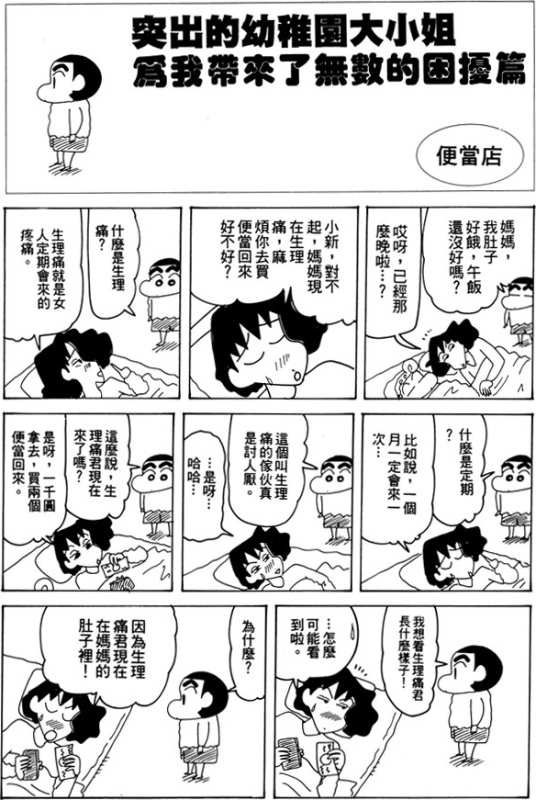 突出的幼稚園大小姐
為我帶來了無數的困擾篇
便當店
媽媽，
我肚子
好餓，午飯
還沒好嗎？
哎呀，已經那
麼晚啦…？
小新，對不
起，媽媽現
在生理
痛，麻
煩你去買
便當回來
好不好？
什麼是生理
痛？
生理痛就是女
人定期會來的
疼痛。
什麼是定期
？
比如說，一個
月一定會來一
次…
這個叫生理
痛的傢伙真
是討人厭。
…是呀…
哈哈…
這麼說，生
理痛君現在
來了嗎？
是呀，一千圓
拿去，買兩個
便當回來。
我想看生理痛君
長什麼樣子！
…怎麼
可能看
到啦。
為什麼？
因為生理
痛君現在
在媽媽的
肚子裡！